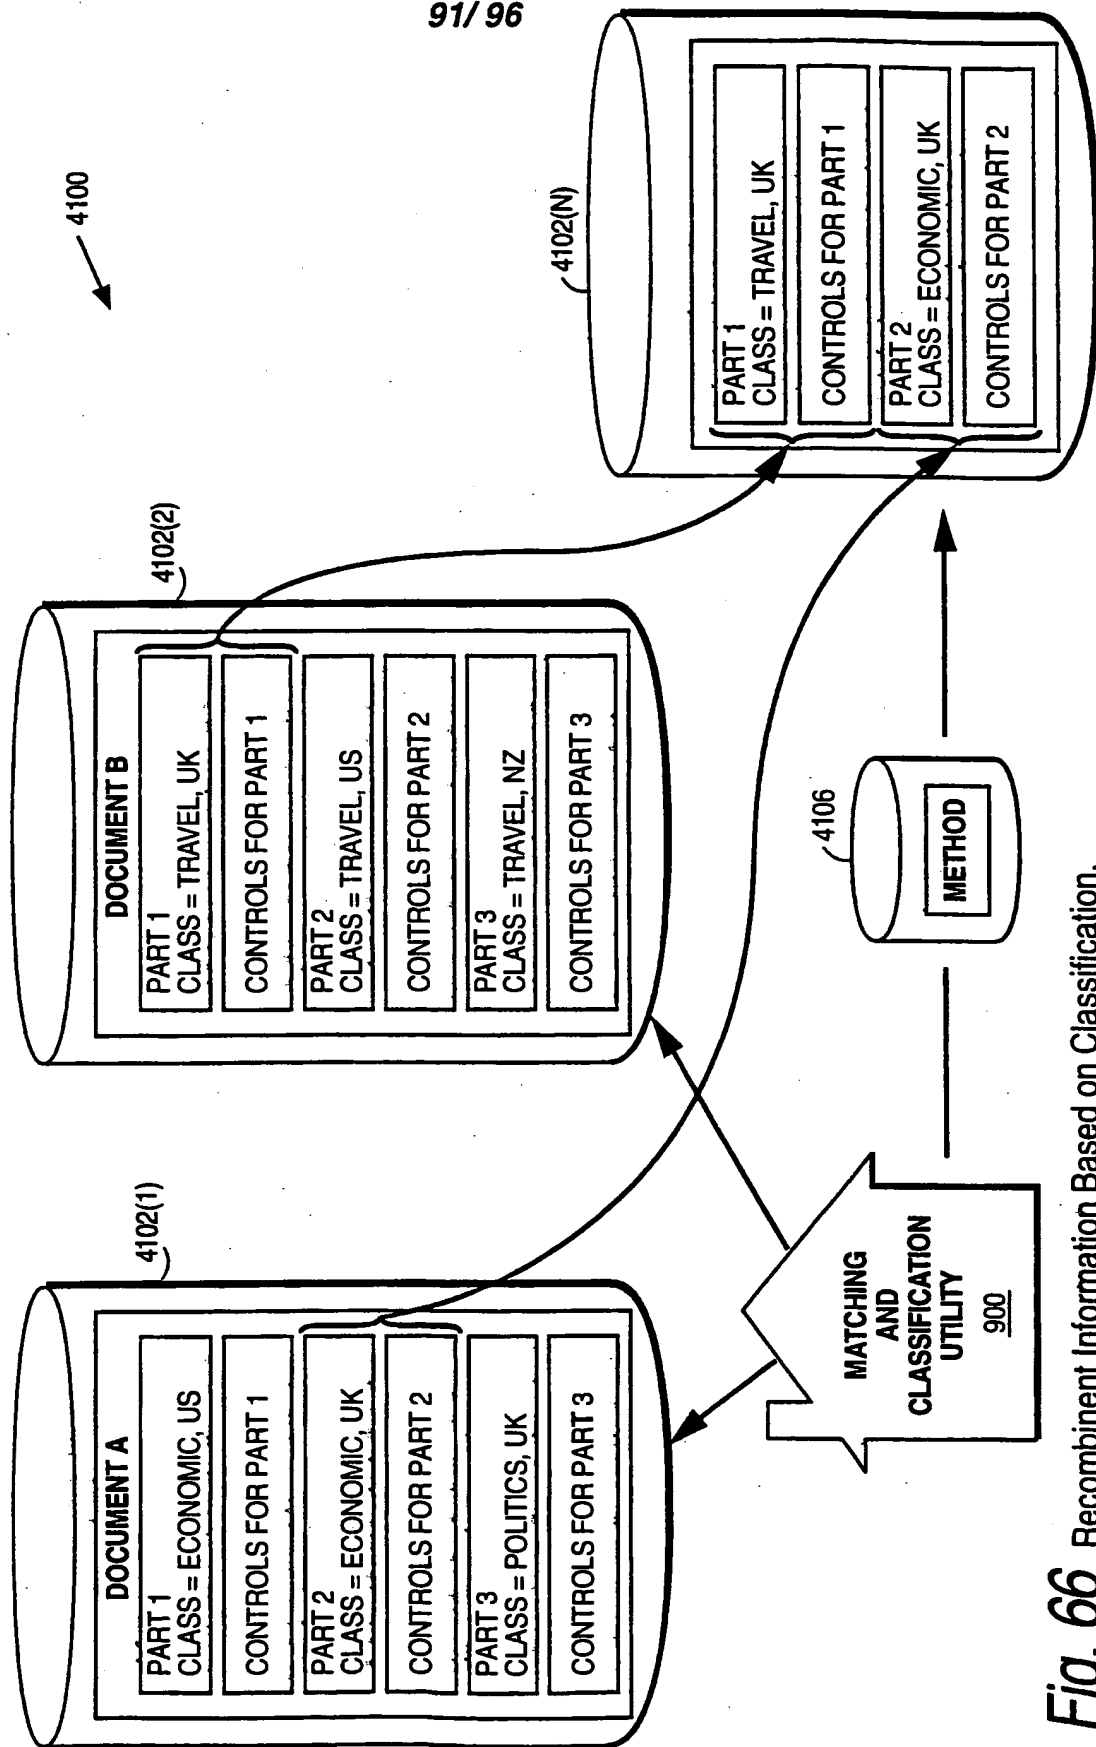 91/96
4100
4102(1)
DOCUMENT A
PART 1
CLASS = ECONOMIC, US
CONTROLS FOR PART 1
PART 2
CLASS = ECONOMIC, UK
CONTROLS FOR PART 2
PART 3
CLASS = POLITICS, UK
CONTROLS FOR PART 3
4102(2)
DOCUMENT B
PART 1
CLASS = TRAVEL, UK
CONTROLS FOR PART 1
PART 2
CLASS = TRAVEL, US
CONTROLS FOR PART 2
PART 3
CLASS = TRAVEL, NZ
CONTROLS FOR PART 3
4102(N)
PART 1
CLASS = TRAVEL, UK
CONTROLS FOR PART 1
PART 2
CLASS = ECONOMIC, UK
CONTROLS FOR PART 2
MATCHING
AND
CLASSIFICATION
UTILITY
900
4106
METHOD
Fig. 66 Recombinent Information Based on Classification.